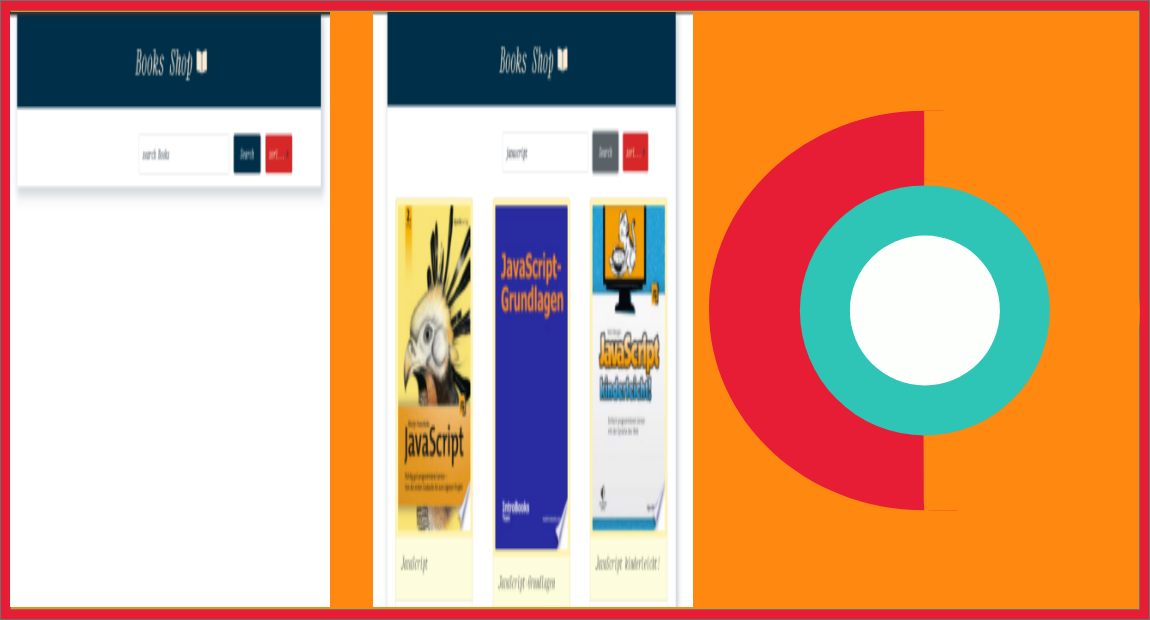 Books Shop
search Books
Search
sort...
Books Shop
javascript
Search
sort...
JavaScript
JavaScript-
Grundlagen
IntroBooks
JavaScript
kinderleicht!
JavaScript
JavaScript-Grundlagen
JavaScript kinderleicht!